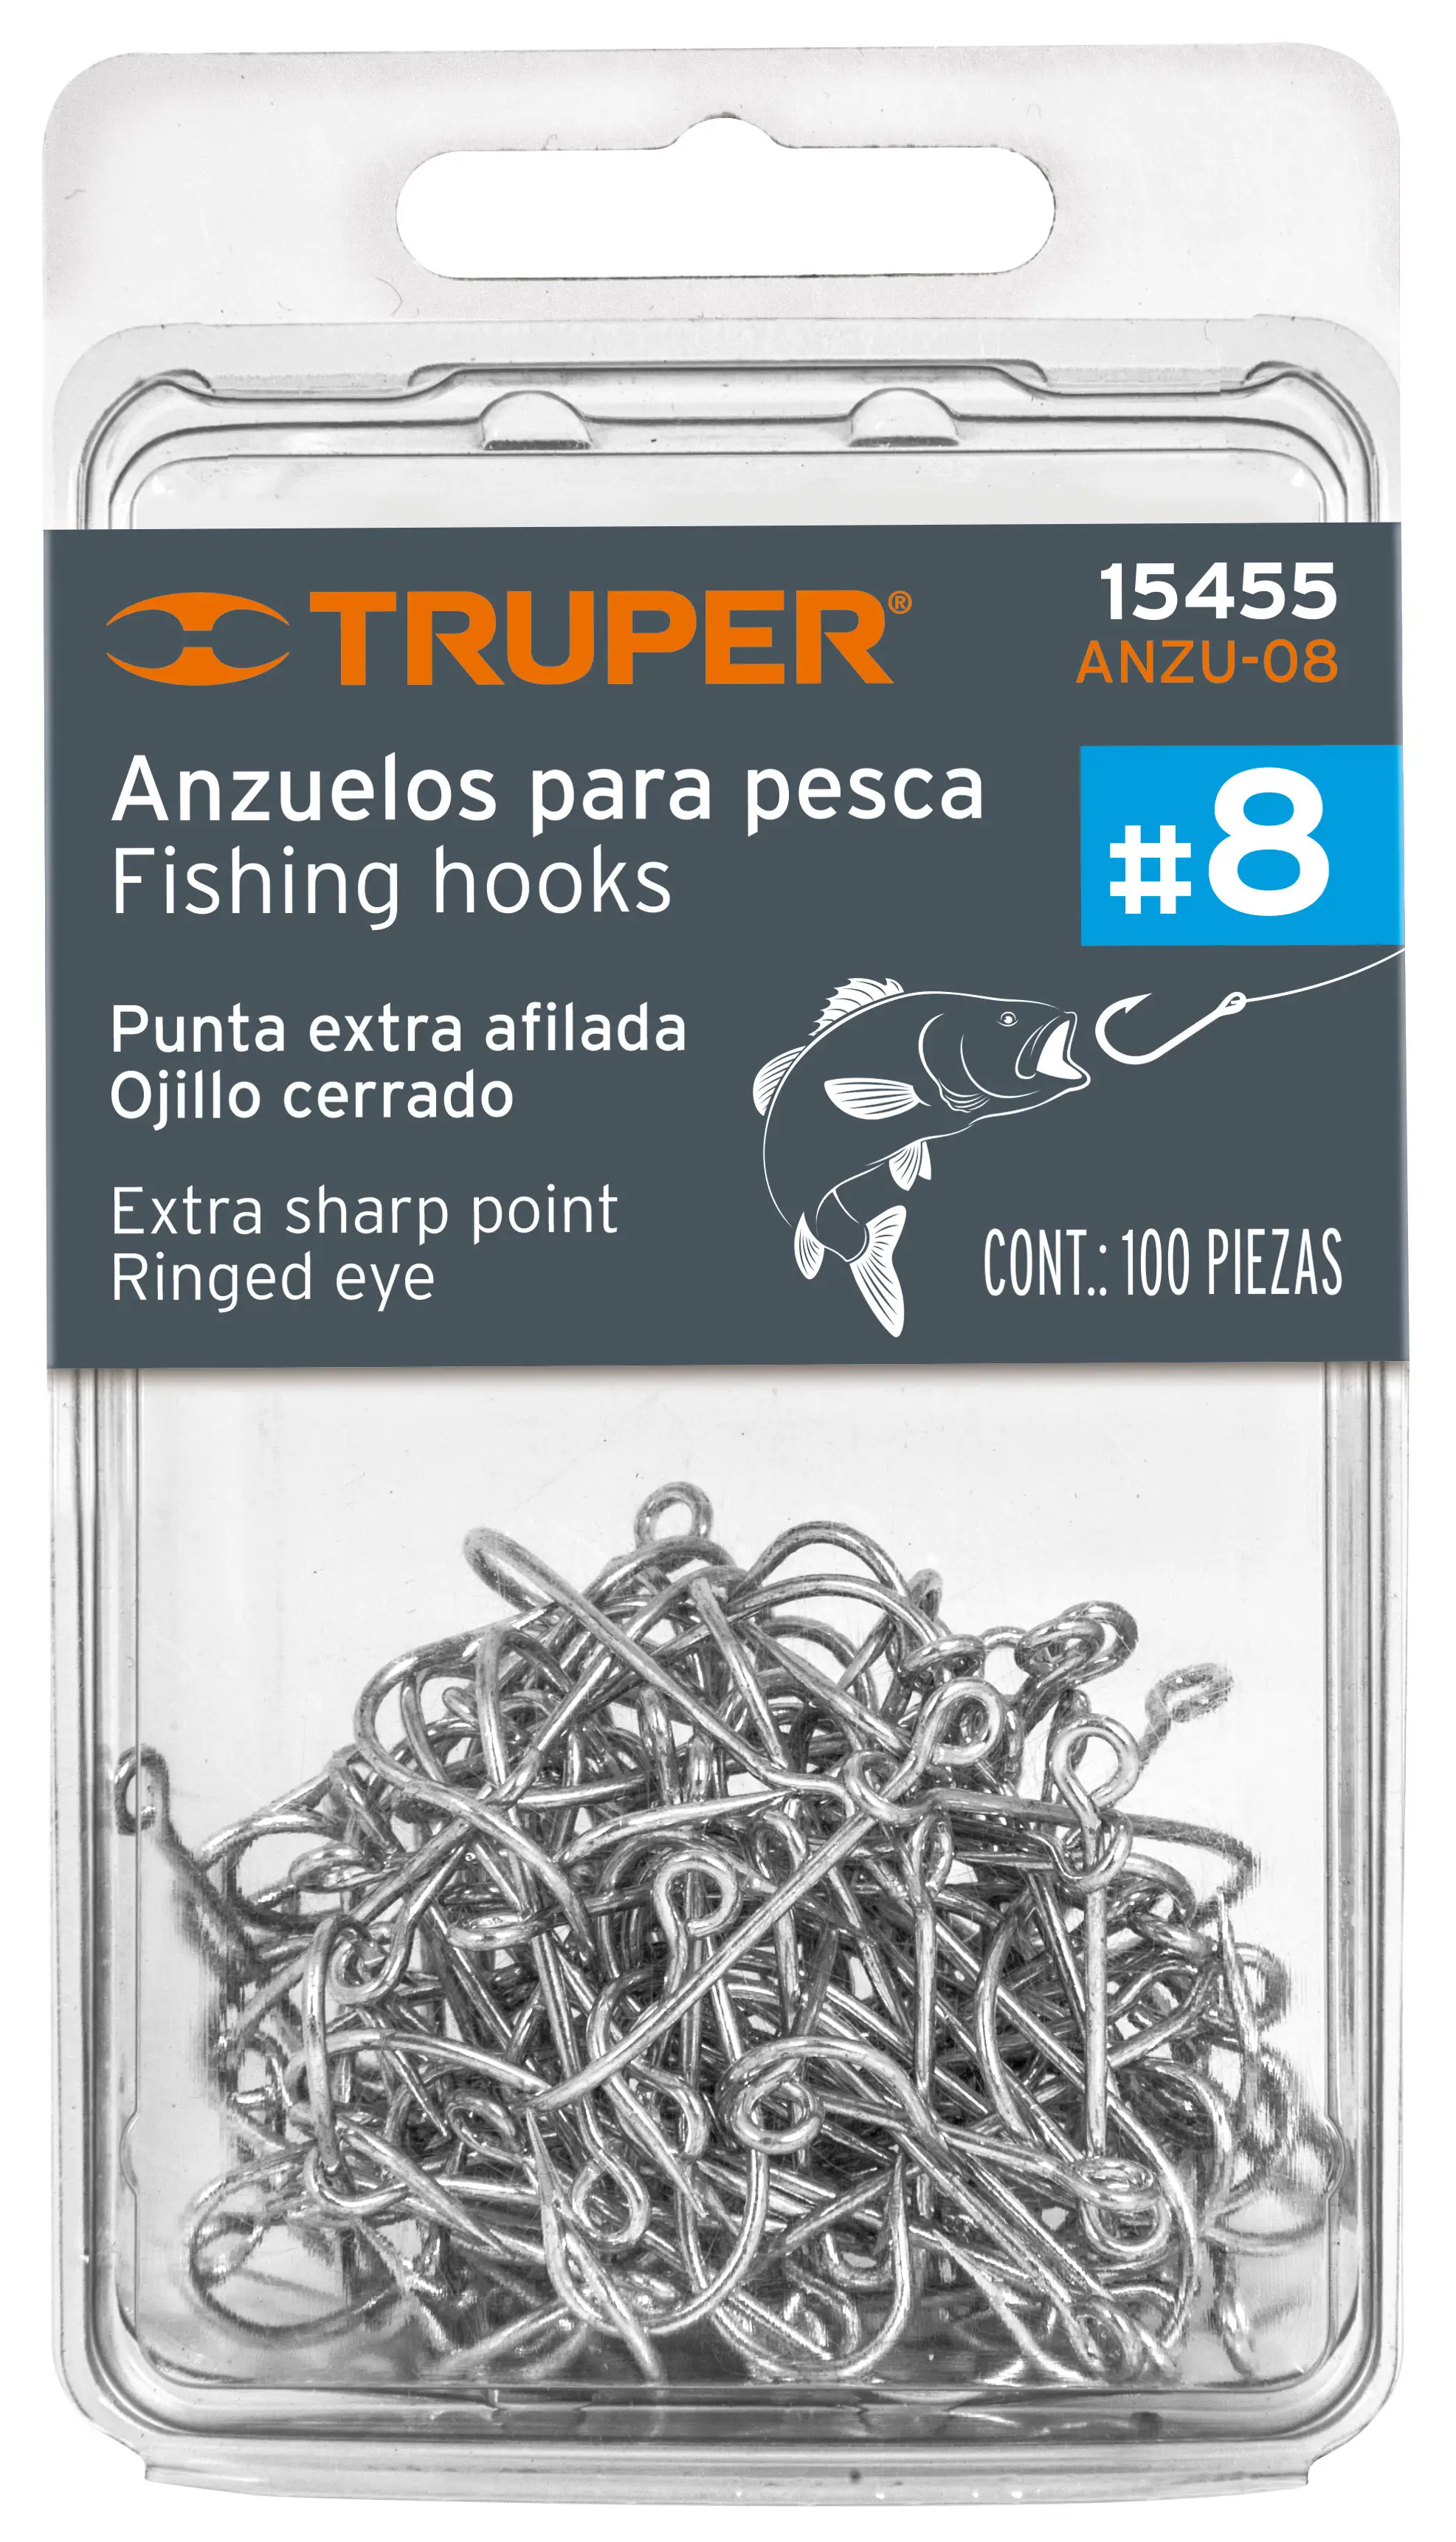 TRUPER®
15455
ANZU-08
Anzuelos para pesca
Fishing hooks
#8
Punta extra afilada
Ojillo cerrado
Extra sharp point
Ringed eye
CONT.: 100 PIEZAS